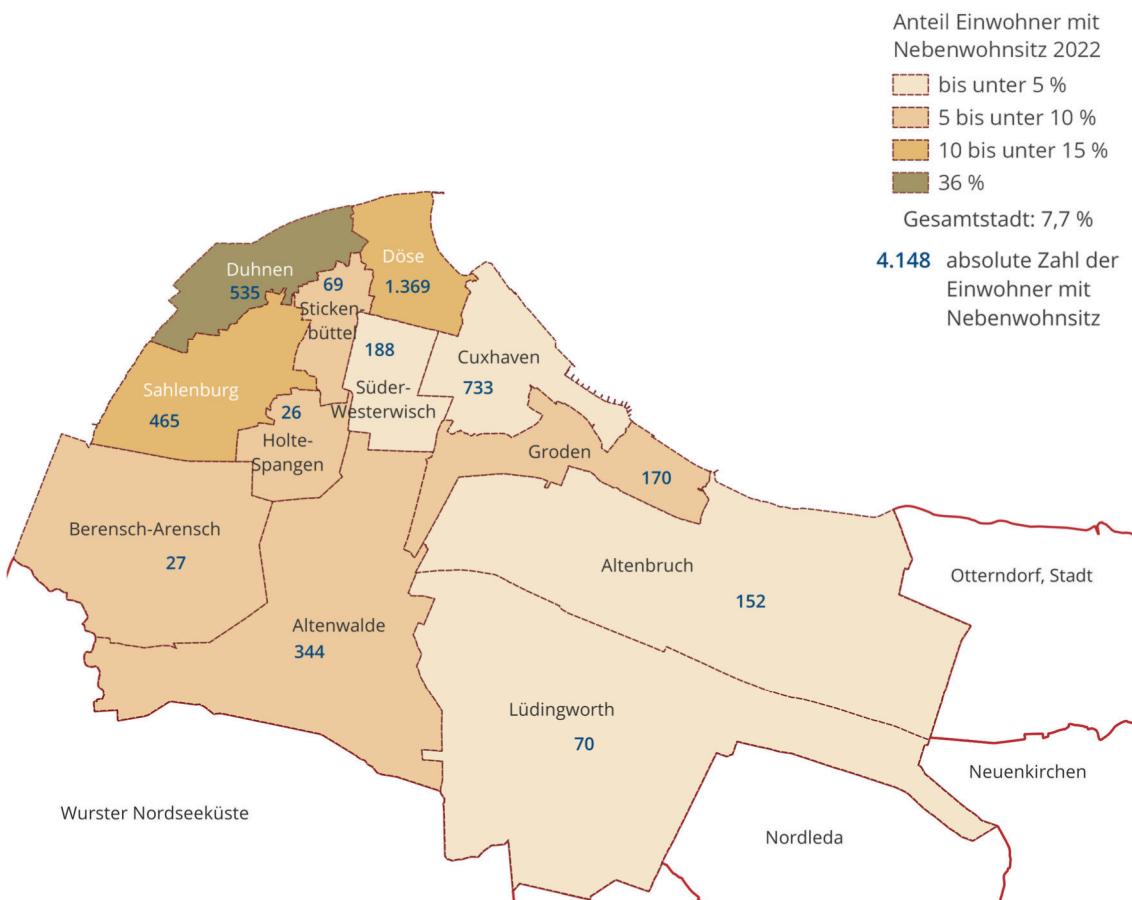 Anteil Einwohner mit
Nebenwohnsitz 2022
bis unter 5 %
5 bis unter 10 %
10 bis unter 15 %
36 %
Gesamtstadt: 7,7 %
4.148 absolute Zahl der
Einwohner mit
Nebenwohnsitz
Duhnen
535
Döse
1.369
69
Sticken-
büttel
188
Süder-
Westerwisch
Cuxhaven
733
Sahlenburg
465
26
Holte-
Spangen
Groden
170
Berensch-Arensch
27
Altenbruch
152
Otterndorf, Stadt
Altenwalde
344
Lüdingworth
70
Neuenkirchen
Wurster Nordseeküste
Nordleda